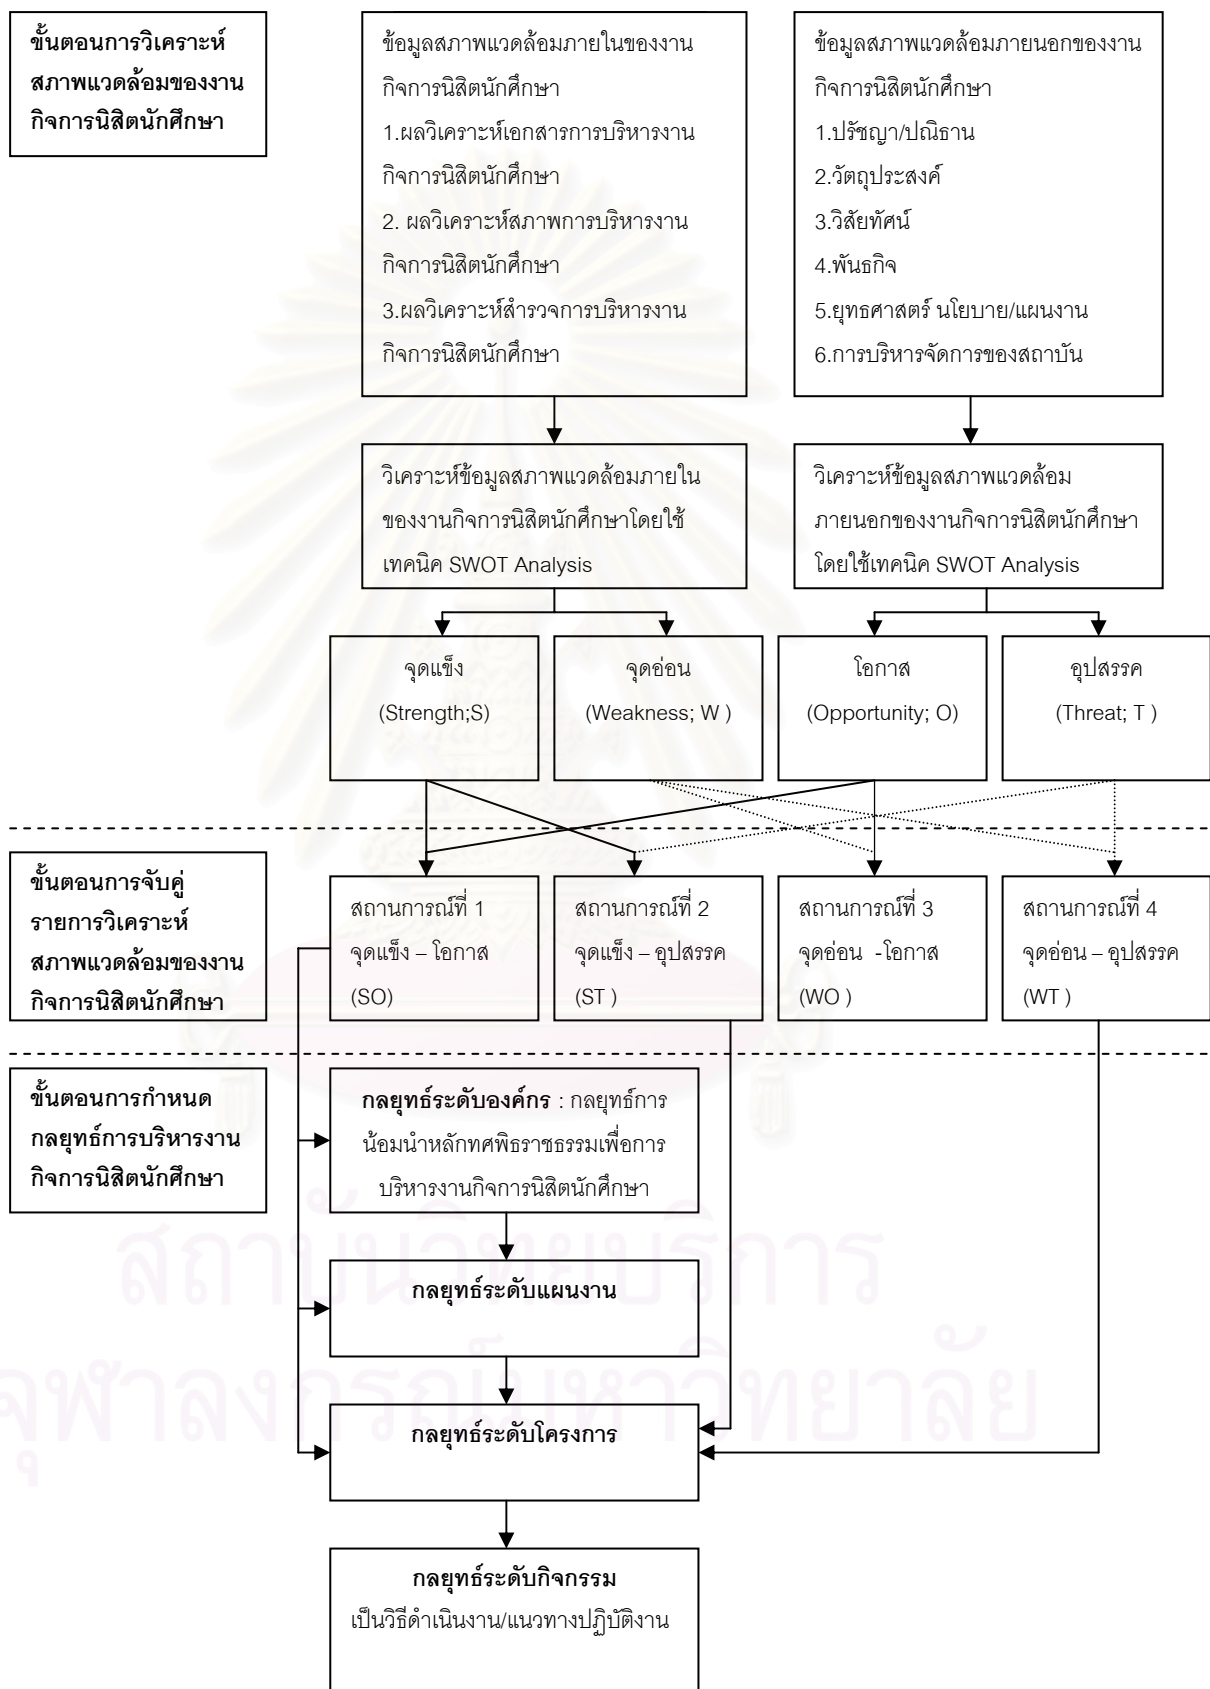 ขั้นตอนการวิเคราะห์
สภาพแวดล้อมของงาน
กิจการนิสิตนักศึกษา
ข้อมูลสภาพแวดล้อมภายในของงาน
กิจการนิสิตนักศึกษา
1.ผลวิเคราะห์เอกสารการบริหารงาน
กิจการนิสิตนักศึกษา
2. ผลวิเคราะห์สภาพการบริหารงาน
กิจการนิสิตนักศึกษา
3.ผลวิเคราะห์สำรวจการบริหารงาน
กิจการนิสิตนักศึกษา
ข้อมูลสภาพแวดล้อมภายนอกของงาน
กิจการนิสิตนักศึกษา
1.ปรัชญา/ปณิธาน
2.วัตถุประสงค์
3.วิสัยทัศน์
4.พันธกิจ
5.ยุทธศาสตร์ นโยบาย/แผนงาน
6.การบริหารจัดการของสถาบัน
วิเคราะห์ข้อมูลสภาพแวดล้อมภายใน
ของงานกิจการนิสิตนักศึกษาโดยใช้
เทคนิค SWOT Analysis
วิเคราะห์ข้อมูลสภาพแวดล้อม
ภายนอกของงานกิจการนิสิตนักศึกษา
โดยใช้เทคนิค SWOT Analysis
จุดแข็ง
(Strength;S)
จุดอ่อน
(Weakness; W )
โอกาส
(Opportunity; O)
อุปสรรค
(Threat; T )
ขั้นตอนการจับคู่
รายการวิเคราะห์
สภาพแวดล้อมของงาน
กิจการนิสิตนักศึกษา
สถานการณ์ที่ 1
จุดแข็ง – โอกาส
(SO)
สถานการณ์ที่ 2
จุดแข็ง – อุปสรรค
(ST )
สถานการณ์ที่ 3
จุดอ่อน -โอกาส
(WO )
สถานการณ์ที่ 4
จุดอ่อน – อุปสรรค
(WT )
ขั้นตอนการกำหนด
กลยุทธ์การบริหารงาน
กิจการนิสิตนักศึกษา
กลยุทธ์ระดับองค์กร : กลยุทธ์การ
น้อมนำหลักทศพิธราชธรรมเพื่อการ
บริหารงานกิจการนิสิตนักศึกษา
กลยุทธ์ระดับแผนงาน
กลยุทธ์ระดับโครงการ
กลยุทธ์ระดับกิจกรรม
เป็นวิธีดำเนินงาน/แนวทางปฏิบัติงาน
สถาบันวิทยบริการ
จุฬาลงกรณ์มหาวิทยาลัย